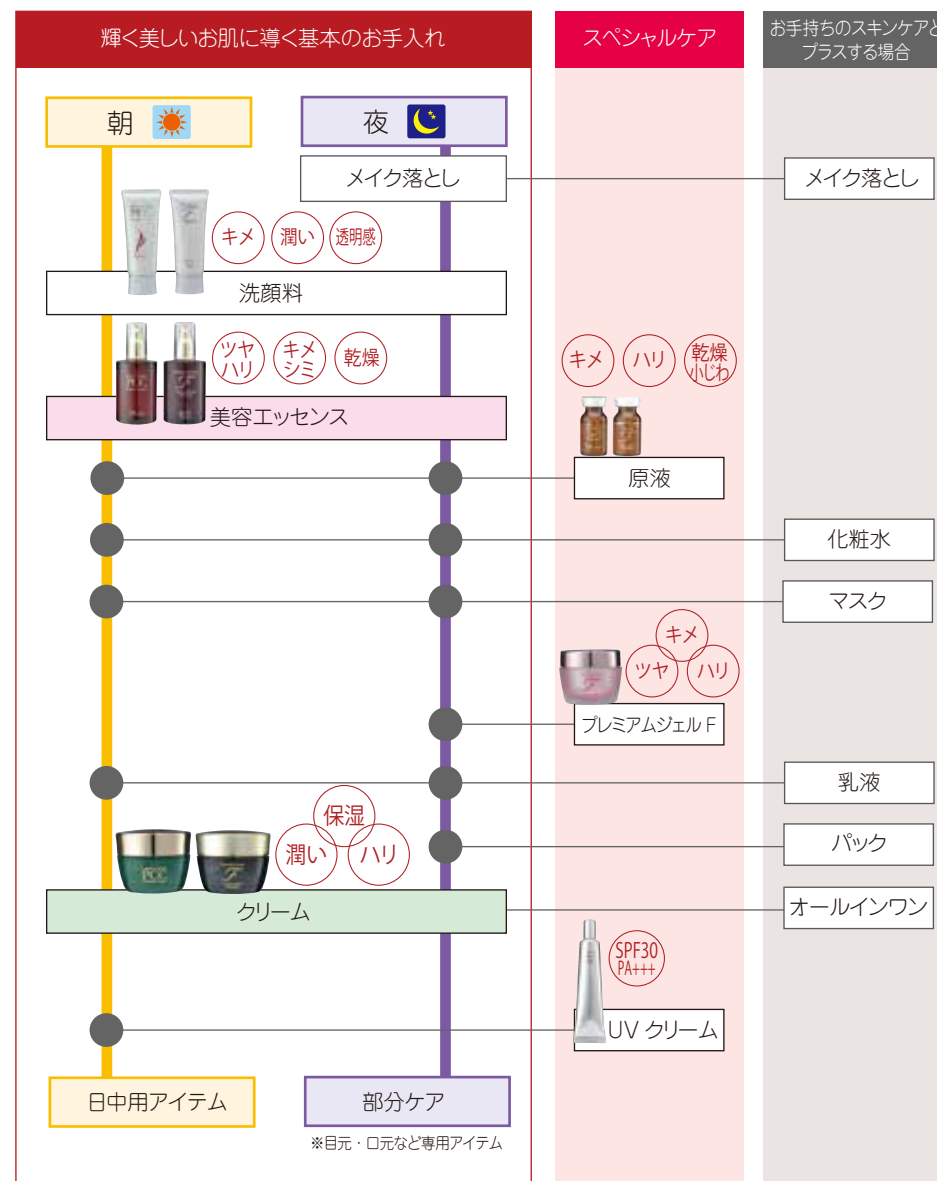 輝く美しいお肌に導く基本のお手入れ
スペシャルケア
お手持ちのスキンケアと
プラスする場合
朝
夜
メイク落とし
メイク落とし
キメ
潤い
透明感
洗顔料
ツヤ
ハリ
キメ
シミ
乾燥
美容エッセンス
キメ
ハリ
乾燥
小じわ
原液
化粧水
マスク
キメ
ツヤ
ハリ
プレミアムジェル F
乳液
保湿
潤い
ハリ
パック
クリーム
オールインワン
SPF30
PA+++
UV クリーム
日中用アイテム
部分ケア
※目元・口元など専用アイテム